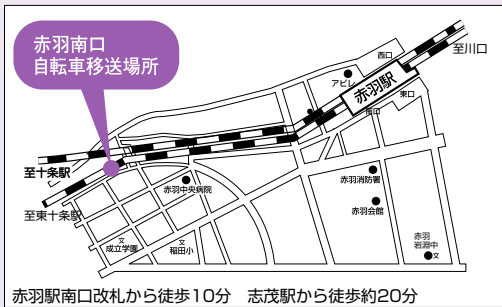 赤羽南口
自転車移送場所
西口
至川口
アピレ
赤羽駅
東口
南口
至十条駅
赤羽消防署
赤羽中央病院
至東十条駅
赤羽会館
文
成立学園
文
稲田小
赤羽
岩淵中
文
赤羽駅南口改札から徒歩10分 志茂駅から徒歩約20分